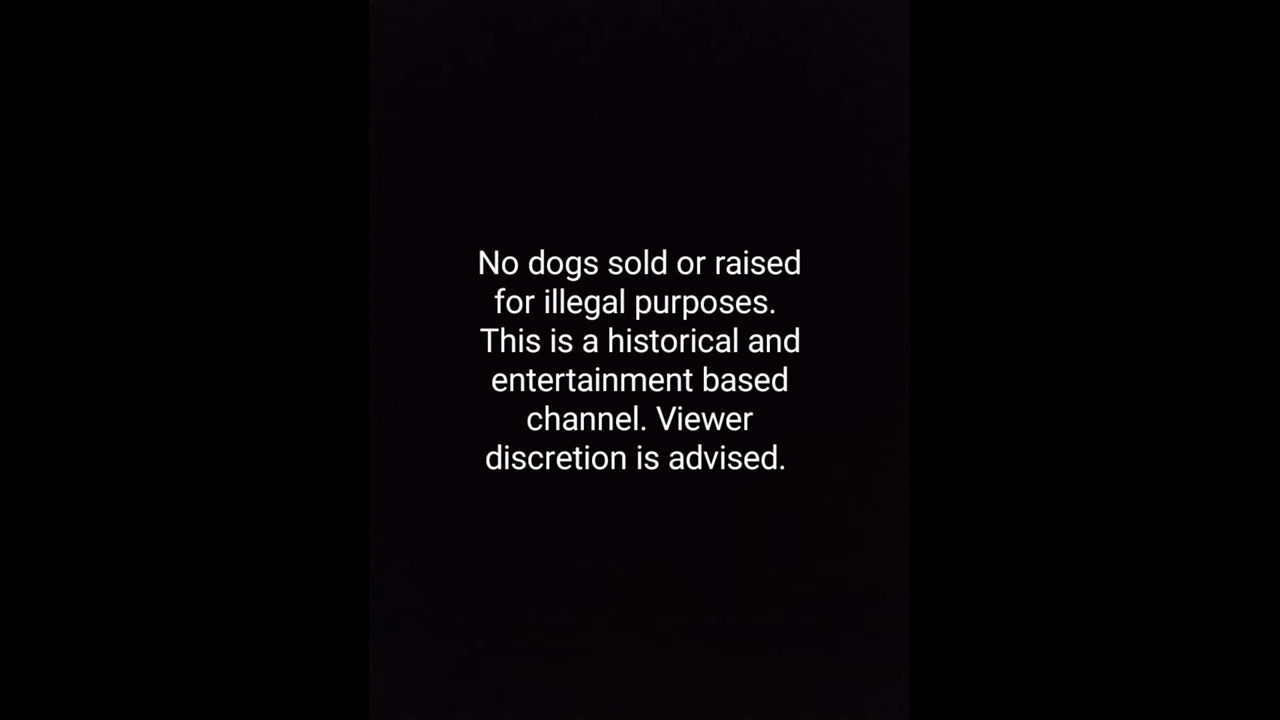 No dogs sold or raised
for illegal purposes.
This is a historical and
entertainment based
channel. Viewer
discretion is advised.